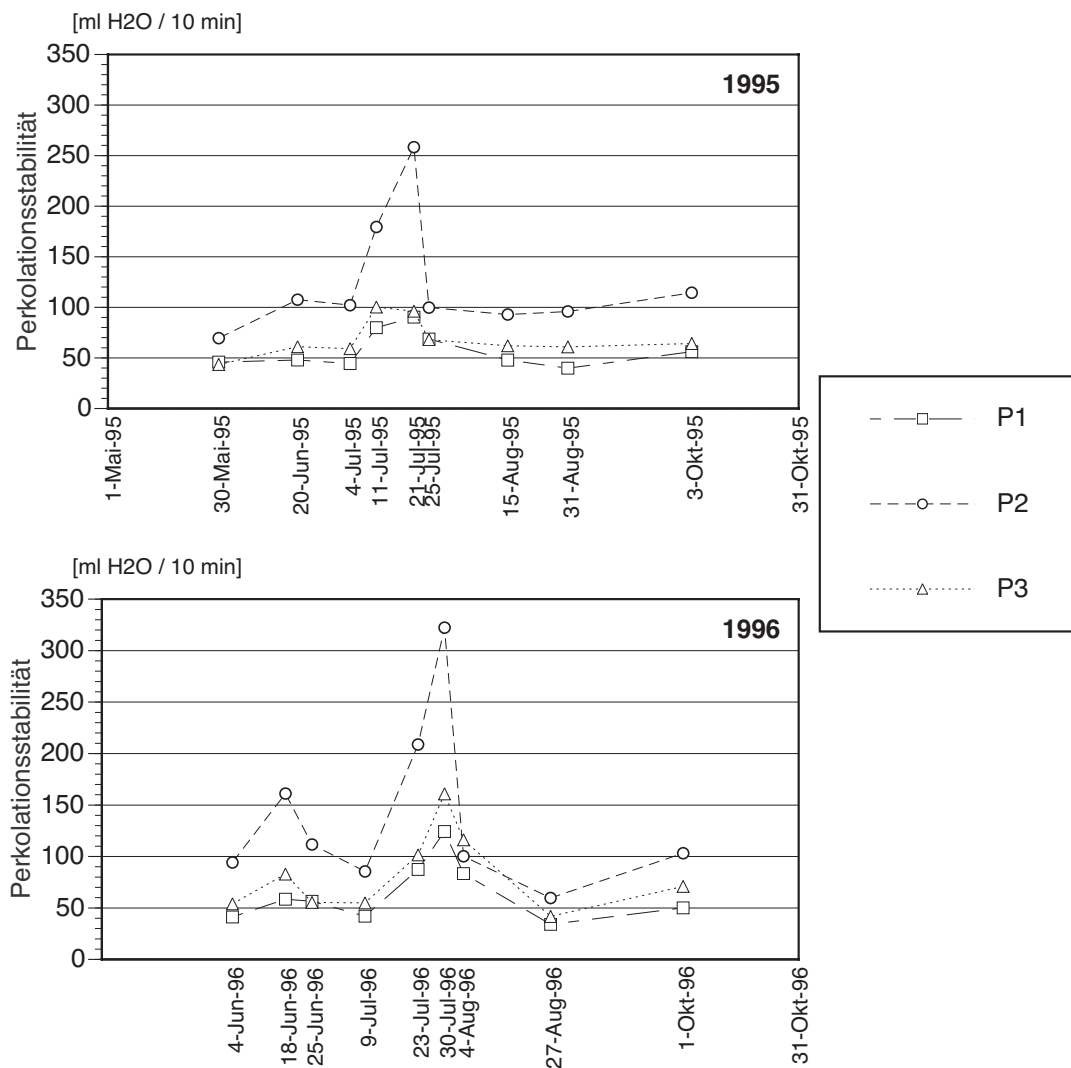 [ml H2O / 10 min]
Perkolationsstabilität
350
300
250
200
150
100
50
0
1995
1-Mai-95
30-Mai-95
20-Jun-95
4-Jul-95
11-Jul-95
21-Jul-95
25-Jul-95
15-Aug-95
31-Aug-95
3-Okt-95
31-Okt-95
P1
P2
P3
[ml H2O / 10 min]
Perkolationsstabilität
350
300
250
200
150
100
50
0
1996
4-Jun-96
18-Jun-96
25-Jun-96
9-Jul-96
23-Jul-96
30-Jul-96
4-Aug-96
27-Aug-96
1-Okt-96
31-Okt-96